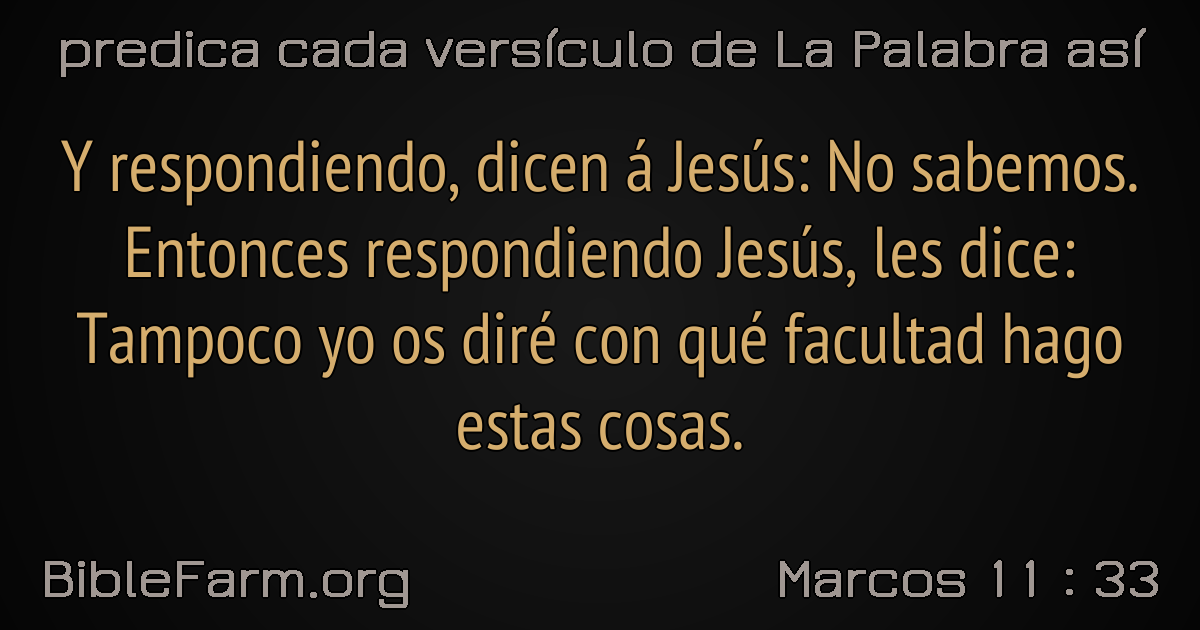 predica cada versículo de La Palabra así
Y respondiendo, dicen á Jesús: No sabemos.
Entonces respondiendo Jesús, les dice:
Tampoco yo os diré con qué facultad hago
estas cosas.
BibleFarm.org
Marcos 11 : 33